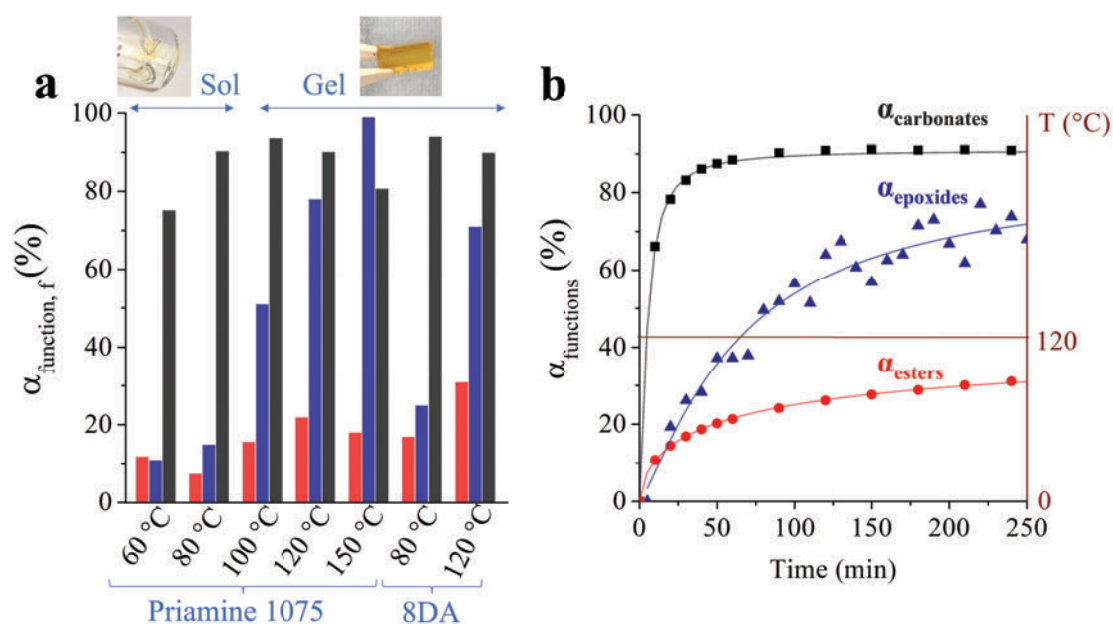 a
Sol
Gel
α function, f (%)
100
80
60
40
20
0
60 °C
80 °C
100 °C
120 °C
150 °C
80 °C
120 °C
Priamine 1075
8DA
b
α functions (%)
100
80
60
40
20
0
α carbonates
α epoxides
α esters
T (°C)
120
0
0
50
100
150
200
250
Time (min)